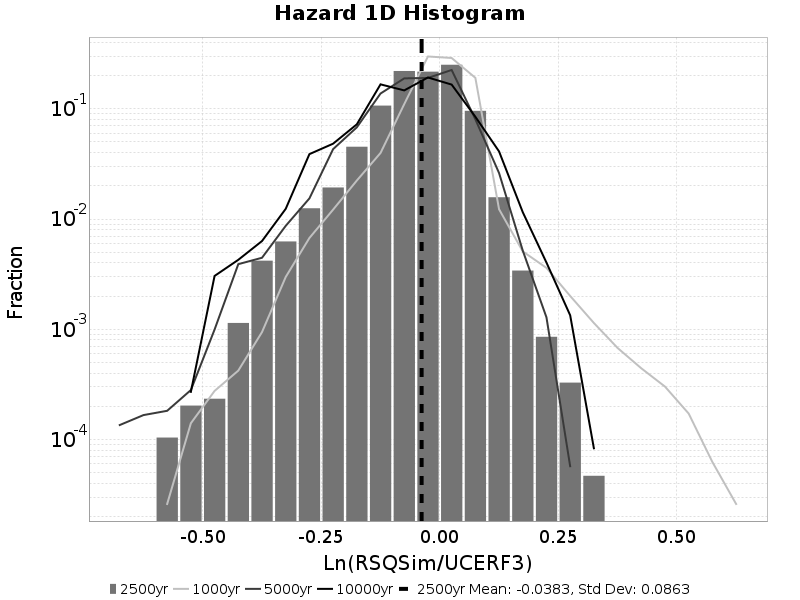 Hazard 1D Histogram
Fraction
10-1
10-2
10-3
10-4
-0.50 -0.25 0.00 0.25 0.50
Ln(RSQSim/UCERF3)
2500yr 1000yr 5000yr 10000yr 2500yr Mean: -0.0383, Std Dev: 0.0863